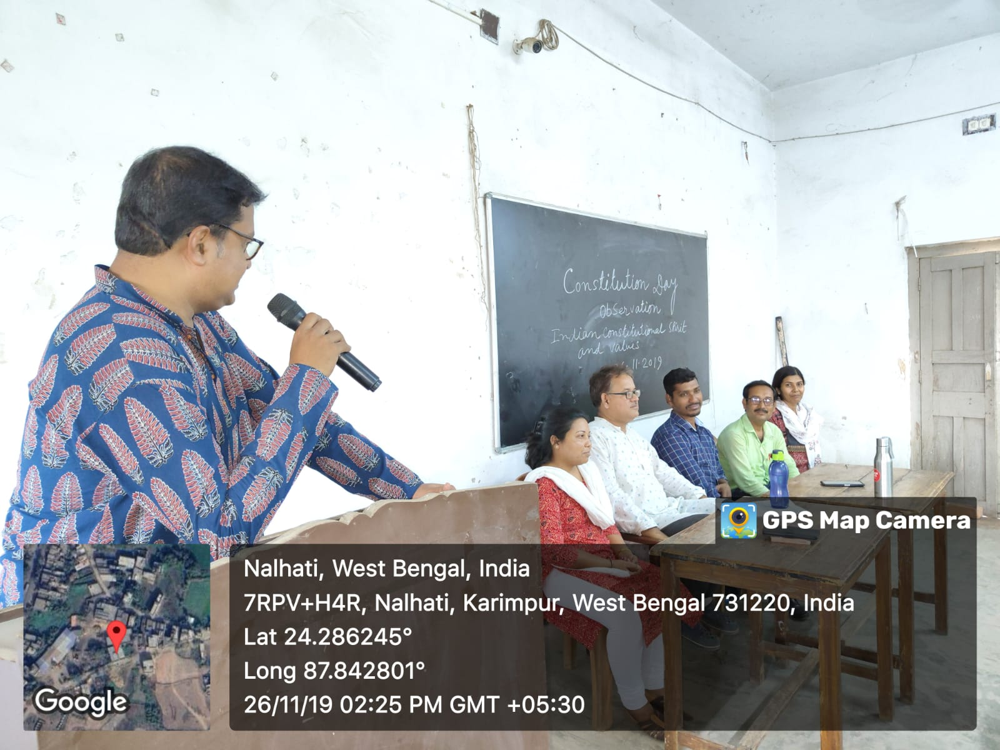 Constitution Day
Observation
Indian Constitutional Spirit
and values
.11.2019
GPS Map Camera
Nalhati, West Bengal, India
7RPV+H4R, Nalhati, Karimpur, West Bengal 731220, India
Lat 24.286245°
Long 87.842801°
26/11/19 02:25 PM GMT +05:30
Google